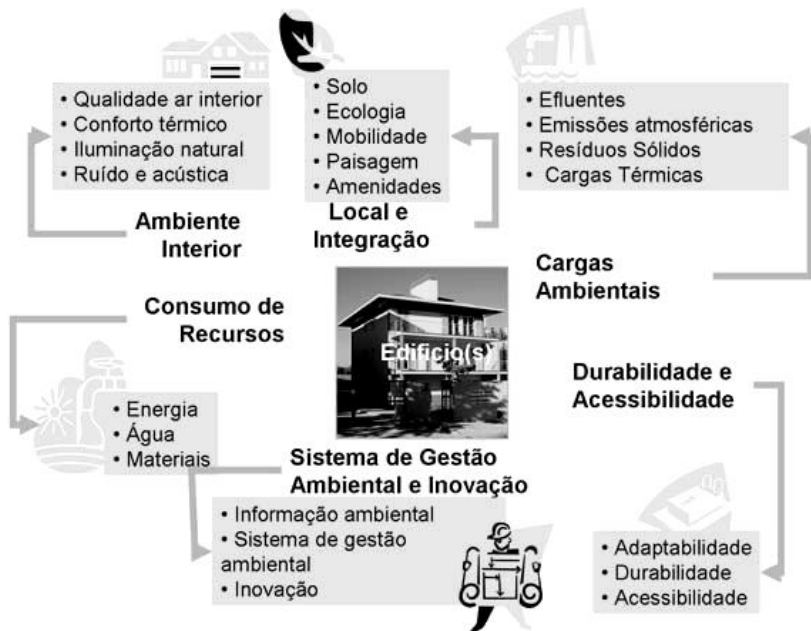 • Qualidade ar interior
• Conforto térmico
• Iluminação natural
• Ruído e acústica
Ambiente
Interior
• Solo
• Ecologia
• Mobilidade
• Paisagem
• Amenidades
Local e
Integração
• Efluentes
• Emissões atmosféricas
• Resíduos Sólidos
• Cargas Térmicas
Cargas
Ambientais
Consumo de
Recursos
• Energia
• Água
• Materiais
Edificio(s)
Durabilidade e
Acessibilidade
• Adaptabilidade
• Durabilidade
• Acessibilidade
Sistema de Gestão
Ambiental e Inovação
• Informação ambiental
• Sistema de gestão
ambiental
• Inovação